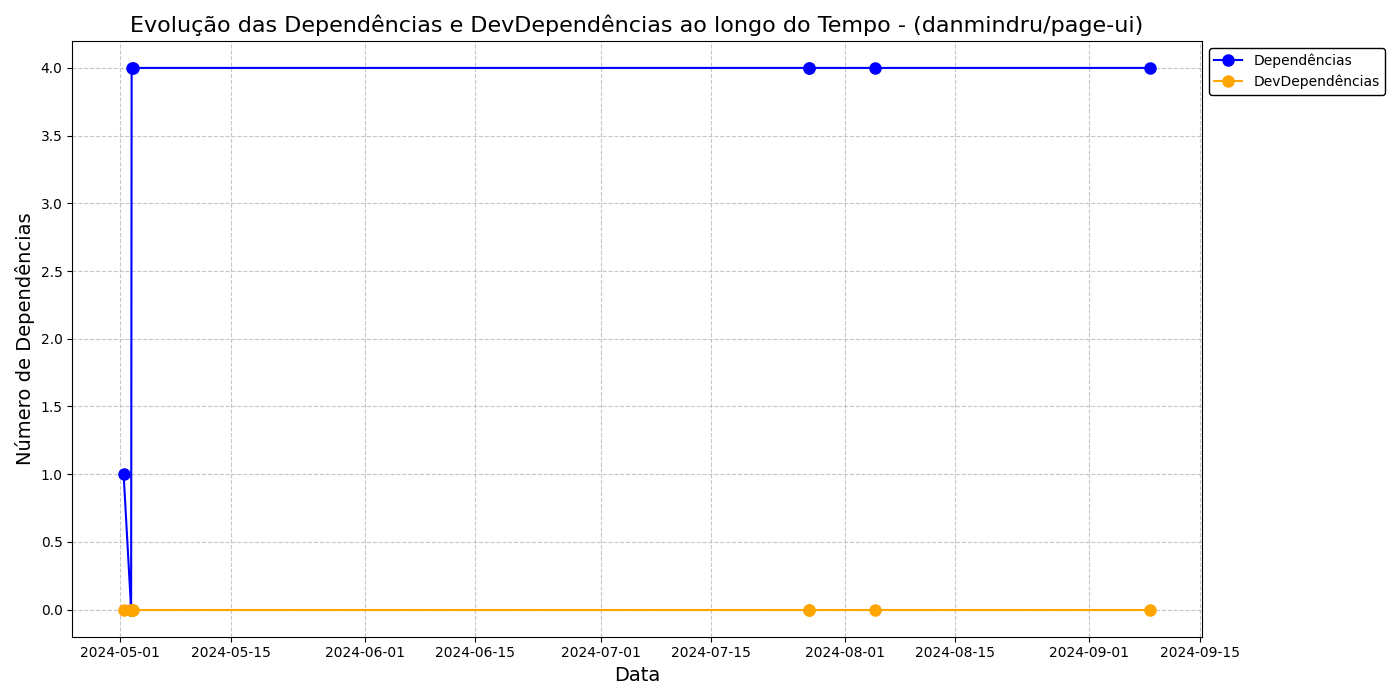 Evolução das Dependências e DevDependências ao longo do Tempo - (danmindru/page-ui)
Dependências
DevDependências
Número de Dependências
4.0
3.5
3.0
2.5
2.0
1.5
1.0
0.5
0.0
2024-05-01 2024-05-15 2024-06-01 2024-06-15 2024-07-01 2024-07-15 2024-08-01 2024-08-15 2024-09-01 2024-09-15
Data